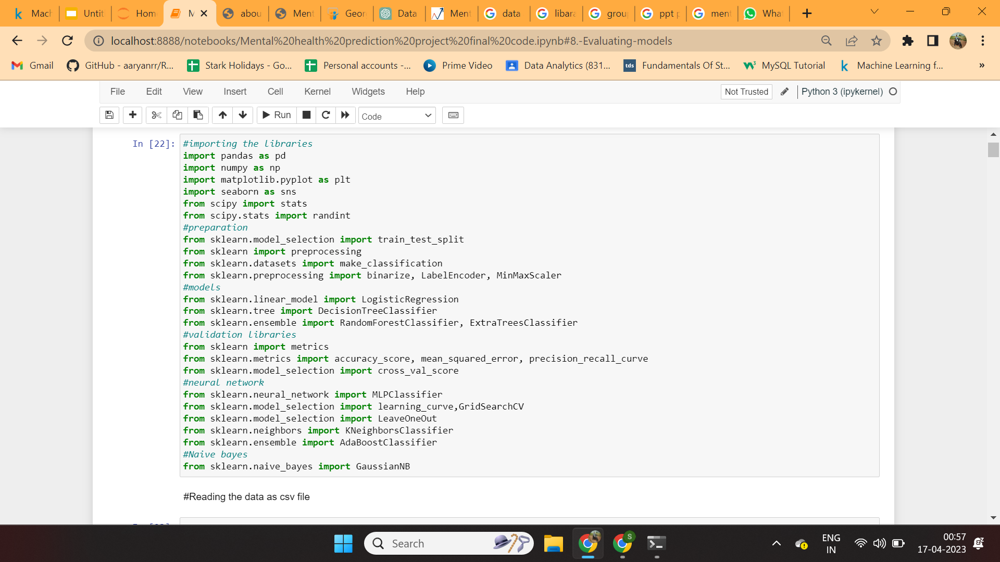 Mach
Untit
Hom
M
abou
Ment
Geor
Data
Ment
data
libara
grou
ppt p
ment
What
localhost:8888/notebooks/Mental%20health%20prediction%20project%20final%20code.ipynb#8.-Evaluating-models
Gmail
GitHub - aaryanrr/R...
Stark Holidays - Go...
Personal accounts -...
Prime Video
Data Analytics (831...
tds
Fundamentals Of St...
MySQL Tutorial
Machine Learning f...
»
File Edit View Insert Cell Kernel Widgets Help
Not Trusted
Python 3 (ipykernel)
Run
Code
In [22]:
#importing the libraries
import pandas as pd
import numpy as np
import matplotlib.pyplot as plt
import seaborn as sns
from scipy import stats
from scipy.stats import randint
#preparation
from sklearn.model_selection import train_test_split
from sklearn import preprocessing
from sklearn.datasets import make_classification
from sklearn.preprocessing import binarize, LabelEncoder, MinMaxScaler
#models
from sklearn.linear_model import LogisticRegression
from sklearn.tree import DecisionTreeClassifier
from sklearn.ensemble import RandomForestClassifier, ExtraTreesClassifier
#validation libraries
from sklearn import metrics
from sklearn.metrics import accuracy_score, mean_squared_error, precision_recall_curve
from sklearn.model_selection import cross_val_score
#neural network
from sklearn.neural_network import MLPClassifier
from sklearn.model_selection import learning_curve,GridSearchCV
from sklearn.model_selection import LeaveOneOut
from sklearn.neighbors import KNeighborsClassifier
from sklearn.ensemble import AdaBoostClassifier
#Naive bayes
from sklearn.naive_bayes import GaussianNB
#Reading the data as csv file
Search
S
ENG
IN
00:57
17-04-2023